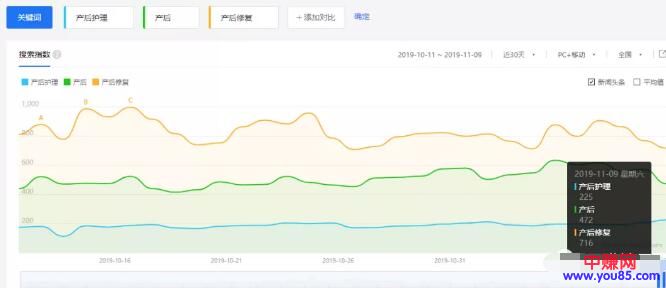 关键词 产后护理 产后 产后修复 +添加对比 确定
搜索指数 ? 2019-10-11 ~ 2019-11-09 近30天 PC+移动 全国
产后护理 产后 产后修复 新闻头条 平均值
1,000
800
600
400
200
A
B
C
2019-10-16 2019-10-21 2019-10-26 2019-10-31
2019-11-09 星期六
产后护理
225
产后
472
产后修复
716
中赚网
www.you85.com